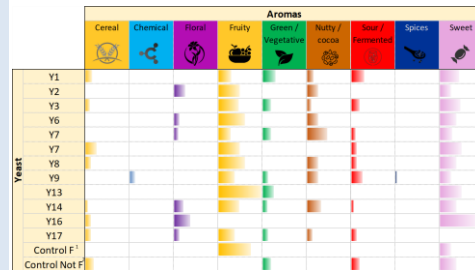 Aromas
Cereal Chemical Floral Fruity Green / Vegetative Nutty / cocoa Sour / Fermented Spices Sweet
Yeast
Y1
Y2
Y3
Y6
Y7
Y7
Y8
Y9
Y13
Y14
Y16
Y17
Control F
Control Not F